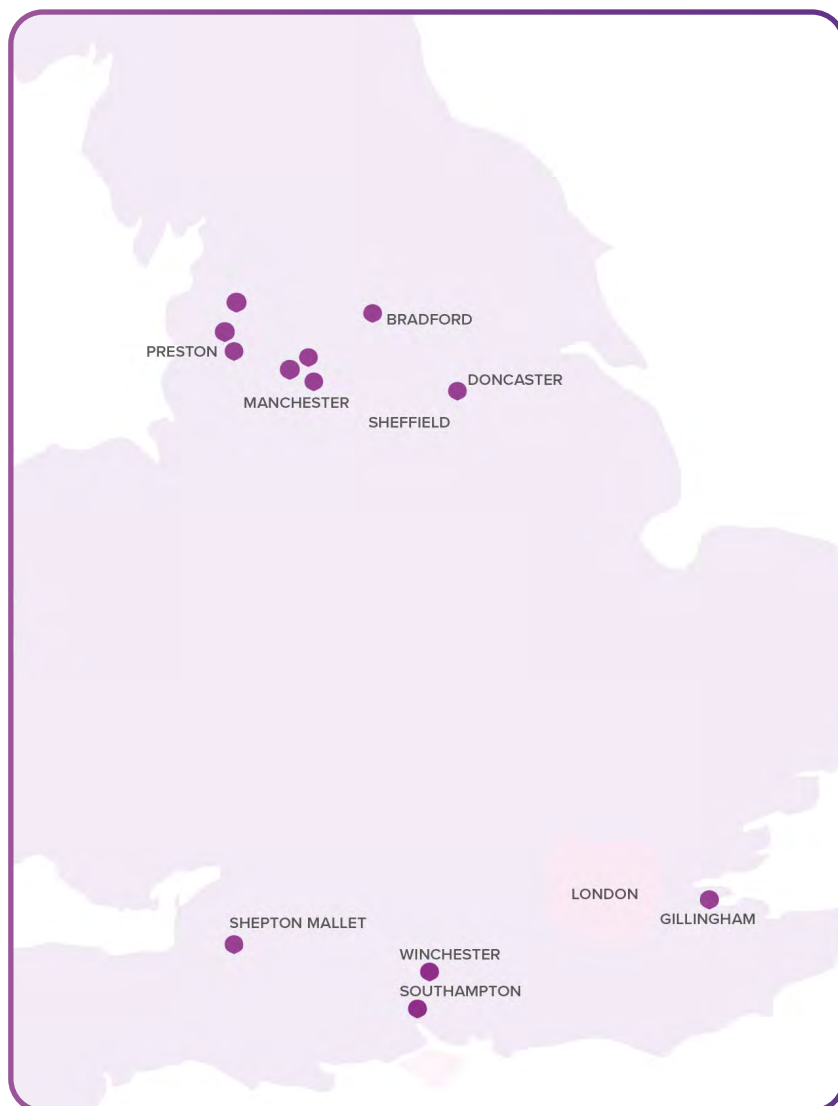 BRADFORD
PRESTON
DONCASTER
MANCHESTER
SHEFFIELD
LONDON
GILLINGHAM
SHEPTON MALLET
WINCHESTER
SOUTHAMPTON